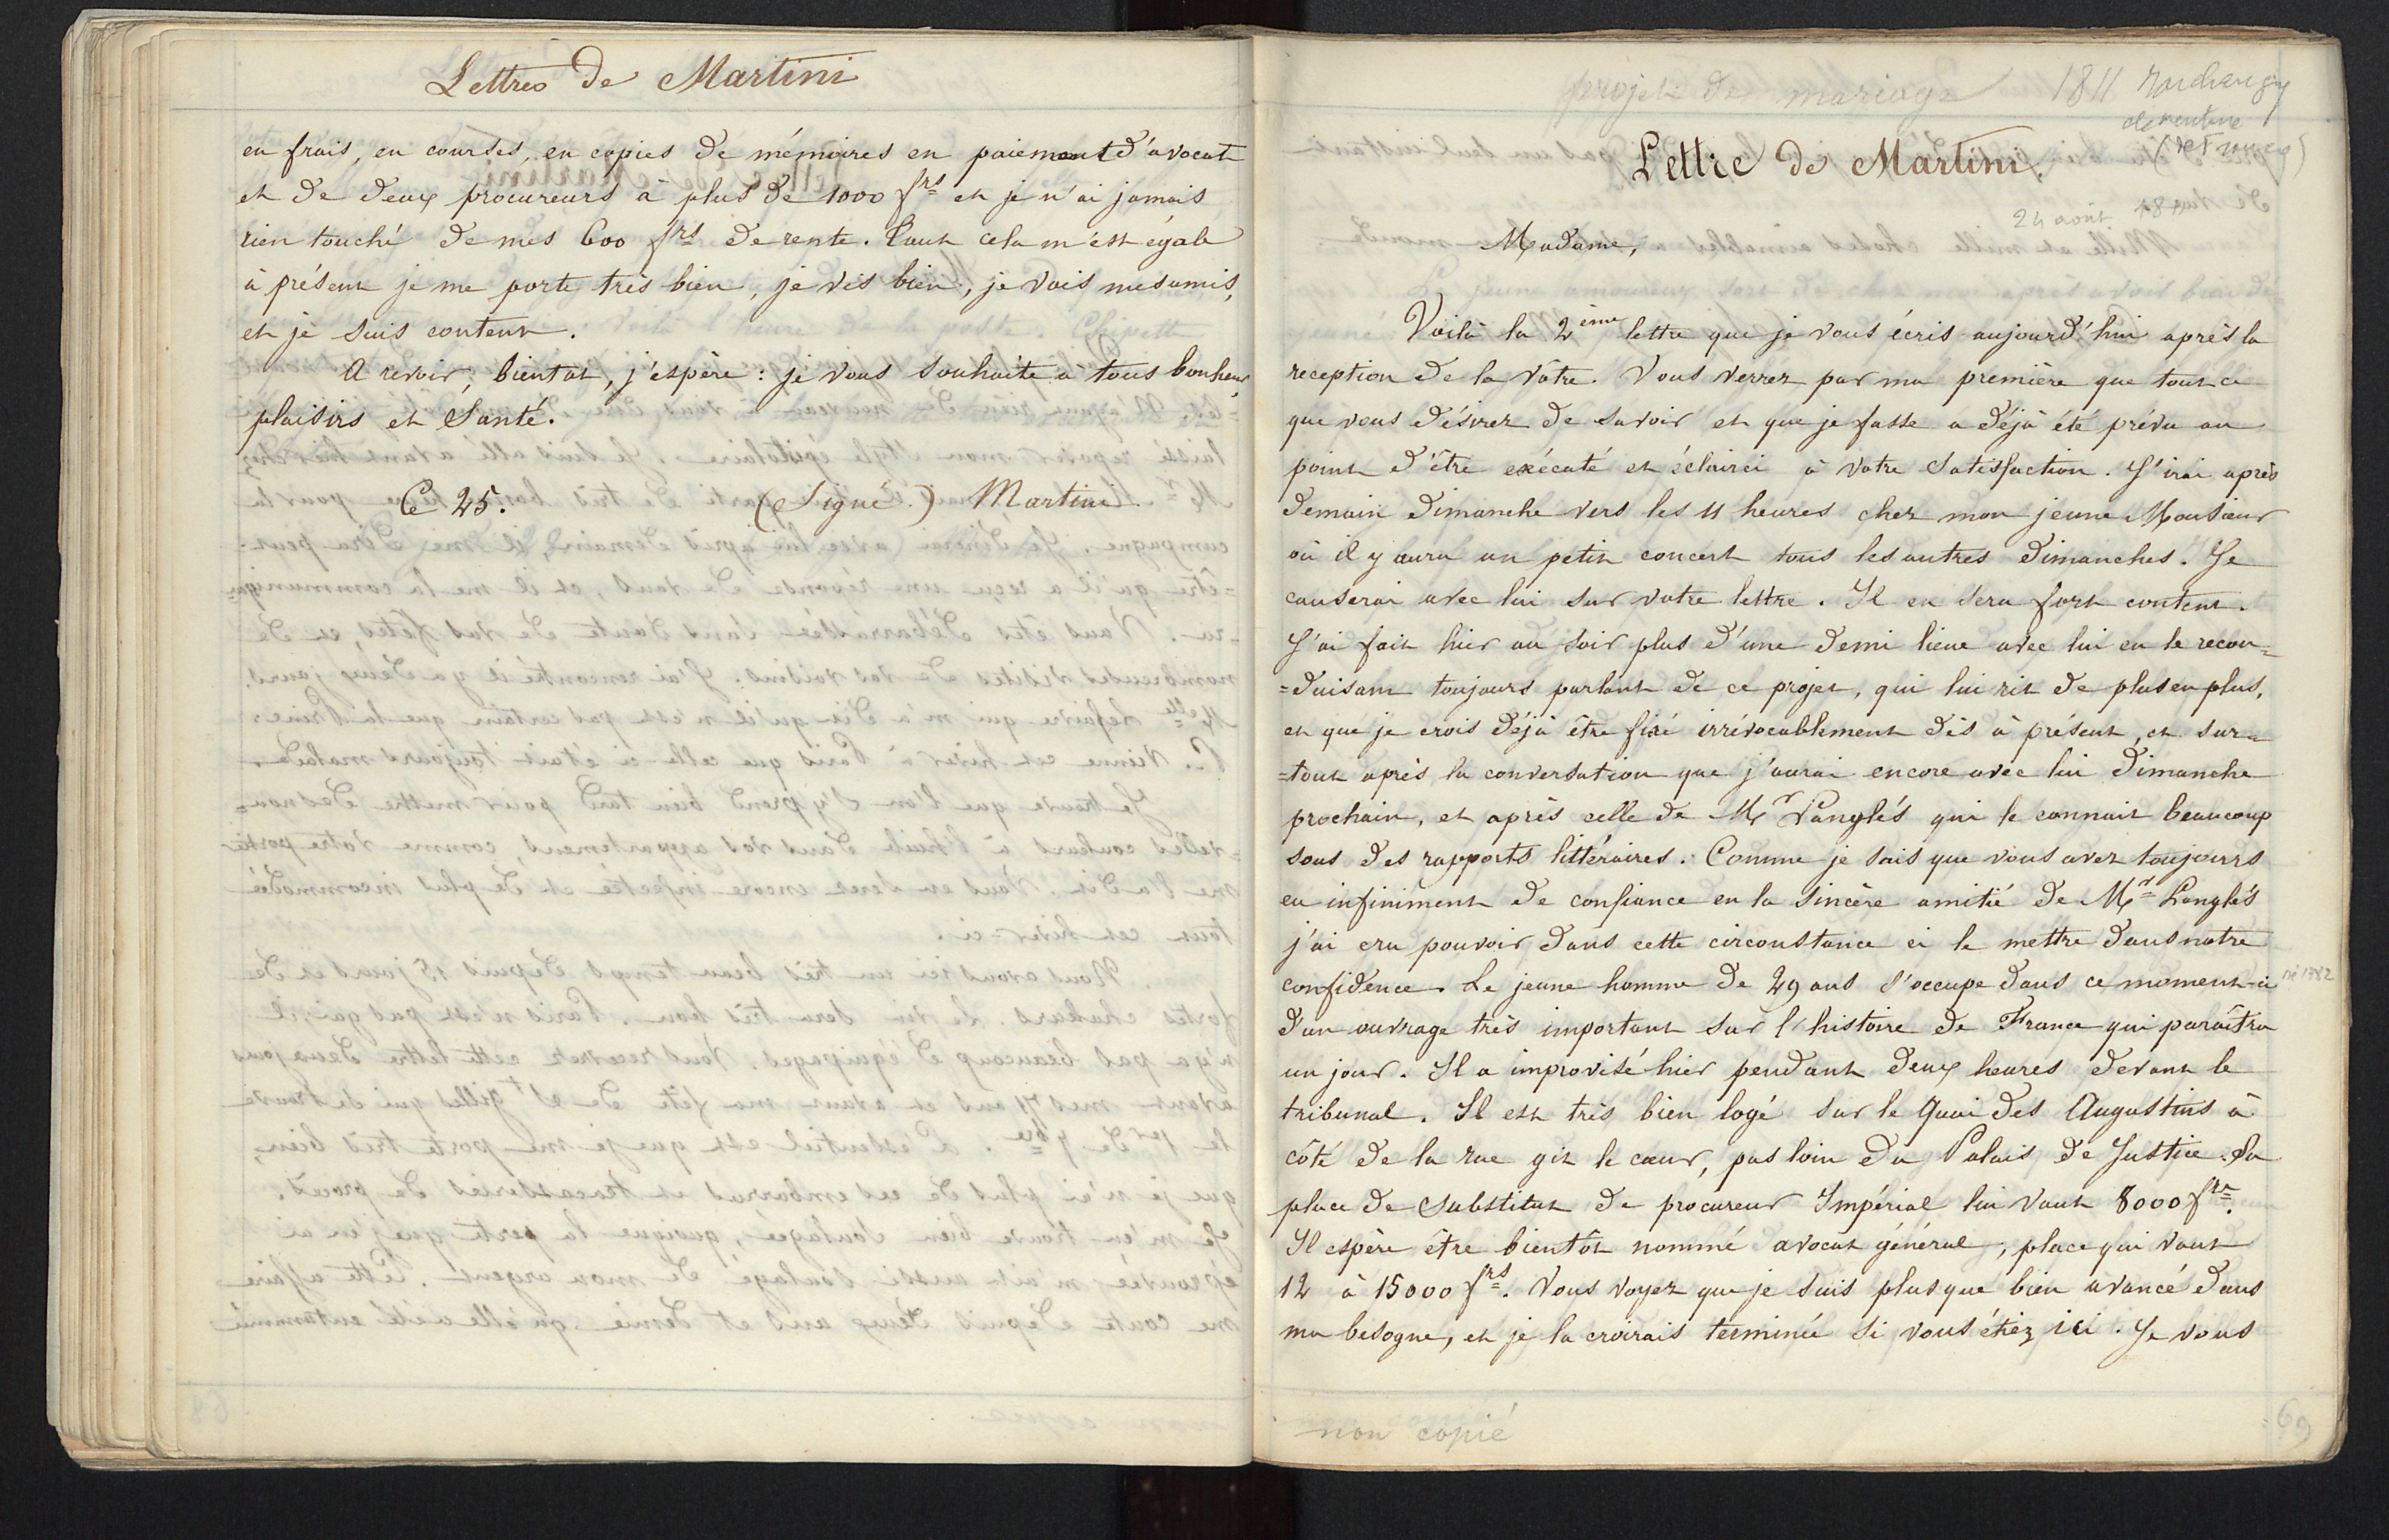 Lettres de Martini
en frais, en courses, en copies de mémoires en paiement d'avocat
et de deux procureurs à plus de 1000 frs et je n'ai jamais
rien touché de mes 600 frs de rente. Tout cela m'est égale
à présent je me porte très bien, je vis bien, je vois mes amis,
et je suis content.
A revoir, bientôt, j'espère : je vous souhaite à tous bonheur
plaisirs et Santé.
Ce 25. (Signé.) Martini
projet de mariage 1811
Lettre de Martini.
24 août
Madame,
Voilà la 2ème lettre que je vous écris aujourd'hui après la
reception de la vôtre. Vous verrez par ma première que tout ce
que vous désirez de savoir et que je fasse a déjà été prévu au
point d'être exécuté et éclairci à votre satisfaction. J'irai après
demain Dimanche vers les 11 heures chez mon jeune Monsieur
où il y aura un petit concert tous les autres Dimanches. Je
causerai avec lui sur votre lettre. Il en sera fort content.
J'ai fait hier au soir plus d'une demi lieue avec lui en le recon=
=duisant toujours parlant de ce projet, qui lui rit de plus en plus,
et que je crois déjà être fixé irrévocablement dès à présent, et sur=
=tout après la conversation que j'aurai encore avec lui Dimanche
prochain, et après celle de Mr Langlés qui le connait beaucoup
sous des rapports littéraires. Comme je sais que vous avez toujours
eu infiniment de confiance en la sincère amitié de Mr Langlés
j'ai cru pouvoir dans cette circonstance ci le mettre dans notre
confidence. Le jeune homme de 29 ans s'occupe dans ce moment-ci né 1782
d'un ouvrage très important sur l'histoire de France qui paraîtra
un jour. Il a improvisé hier pendant deux heures devant le
tribunal. Il est très bien logé sur le Quai des Augustins à
côté de la rue git le cœur, pas loin du Palais de Justice. Sa
place de substitut de procureur Impérial lui vaut 8000 frs.
Il espère être bientôt nommé avocat général, place qui vaut
12 à 15000 frs. Vous voyez que je suis plus que bien avancé dans
ma besogne, et je la croirais terminée si vous étiez ici. Je vous
non copié
69